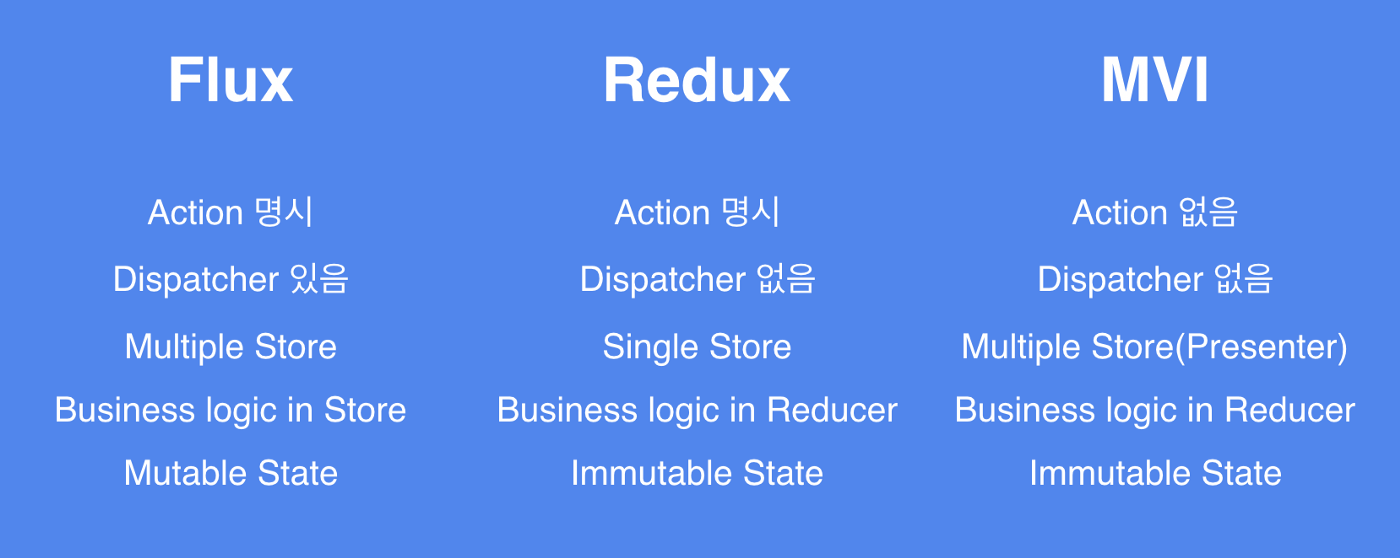 Flux
Action 명시
Dispatcher 있음
Multiple Store
Business logic in Store
Mutable State
Redux
Action 명시
Dispatcher 없음
Single Store
Business logic in Reducer
Immutable State
MVI
Action 없음
Dispatcher 없음
Multiple Store(Presenter)
Business logic in Reducer
Immutable State